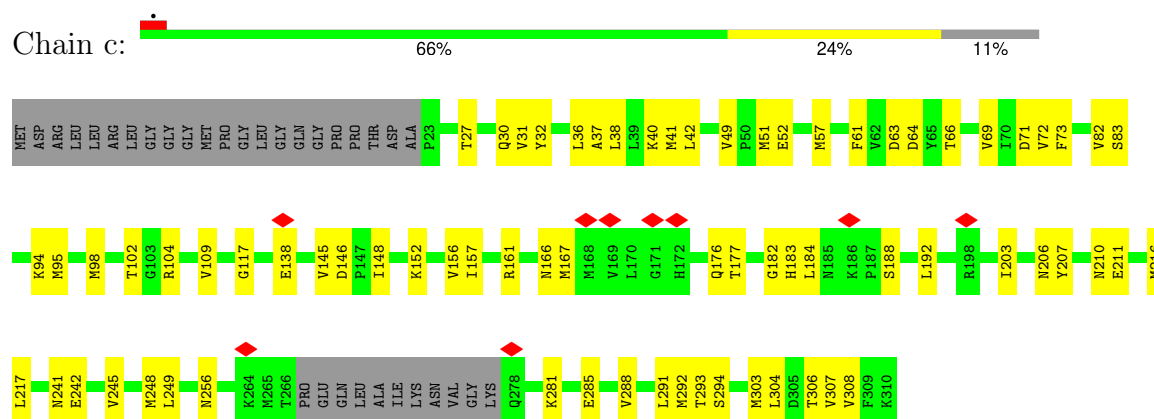 Chain c:
66% 24% 11%
MET ASP ARG LEU LEU ARG LEU GLY GLY GLY MET PRO GLY LEU GLY GLN GLY PRO PRO THR ASP ALA P23 T27 Q30 V31 Y32 L36 A37 L38 L39 K40 M41 L42 V49 P50 M51 E52 M57 F61 V62 D63 D64 Y65 T66 V69 I70 D71 V72 F73 V82 S83
K94 M95 M98 T102 G103 R104 V109 G117 E138 V145 D146 P147 I148 K152 V156 I157 R161 N166 M167 M168 V169 L170 G171 H172 Q176 T177 G182 H183 L184 N185 K186 P187 S188 L192 R198 I203 N206 Y207 N210 E211
L217 N241 E242 V245 M248 L249 N256 K264 M265 T266 PRO GLU GLN LEU ALA ILE LYS ASN VAL GLY LYS Q278 K281 E285 V288 L291 M292 T293 S294 M303 L304 D305 T306 V307 V308 F309 K310